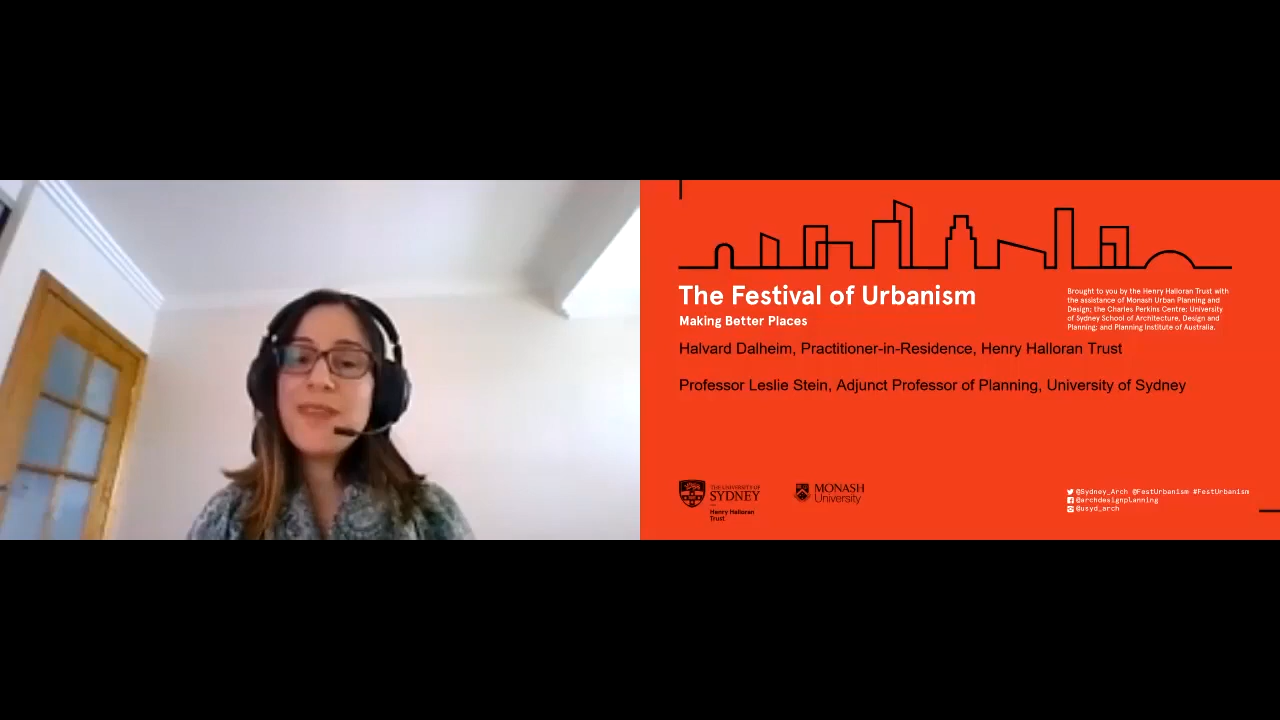 The Festival of Urbanism
Making Better Places
Brought to you by the Henry Halloran Trust with
the assistance of Monash Urban Planning and
Design; the Charles Perkins Centre; University
of Sydney School of Architecture, Design and
Planning; and Planning Institute of Australia.
Halvard Dalheim, Practitioner-in-Residence, Henry Halloran Trust
Professor Leslie Stein, Adjunct Professor of Planning, University of Sydney
THE UNIVERSITY OF
SYDNEY
Henry Halloran
Trust
MONASH
University
@Sydney_Arch @FestUrbanism #FestUrbanism
@archdesignplanning
@usyd_arch